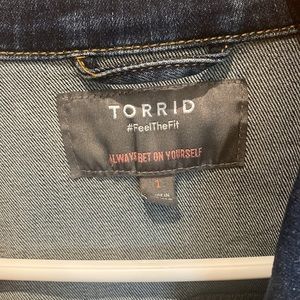 TORRID
#FeelTheFit
ALWAYS BET ON YOURSELF
1